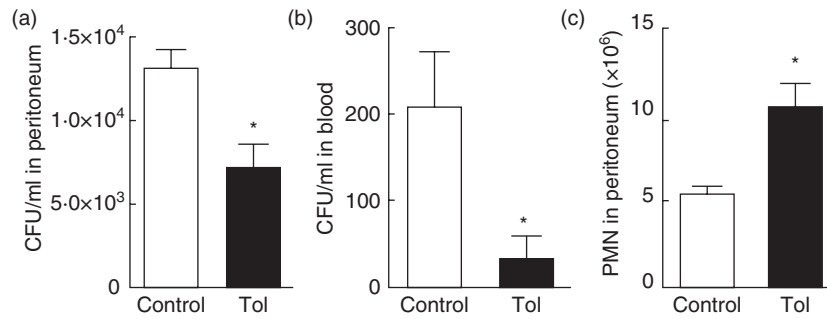 (a)
CFU/ml in peritoneum
1·5×10⁴
1·0×10⁴
5·0×10³
0
*
Control Tol
(b)
CFU/ml in blood
300
200
100
0
*
Control Tol
(c)
PMN in peritoneum (×10⁶)
15
10
5
0
*
Control Tol